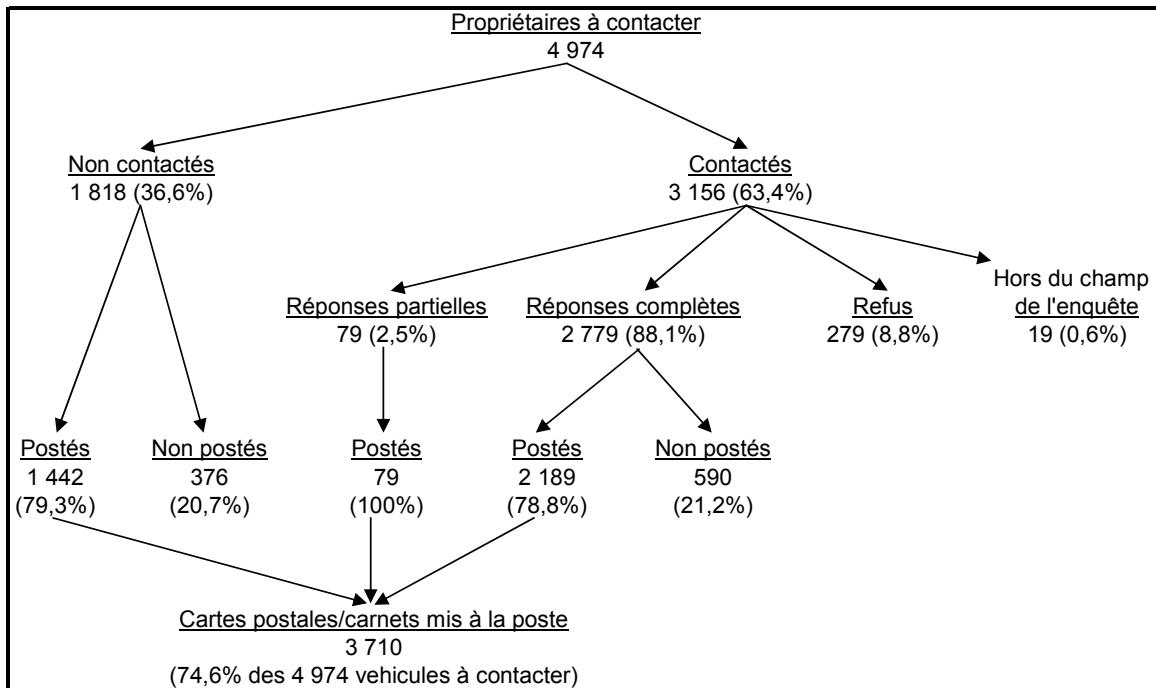 Propriétaires à contacter
4 974
Non contactés
1 818 (36,6%)
Contactés
3 156 (63,4%)
Réponses partielles
79 (2,5%)
Réponses complètes
2 779 (88,1%)
Refus
279 (8,8%)
Hors du champ
de l'enquête
19 (0,6%)
Postés
1 442
(79,3%)
Non postés
376
(20,7%)
Postés
79
(100%)
Postés
2 189
(78,8%)
Non postés
590
(21,2%)
Cartes postales/carnets mis à la poste
3 710
(74,6% des 4 974 vehicules à contacter)